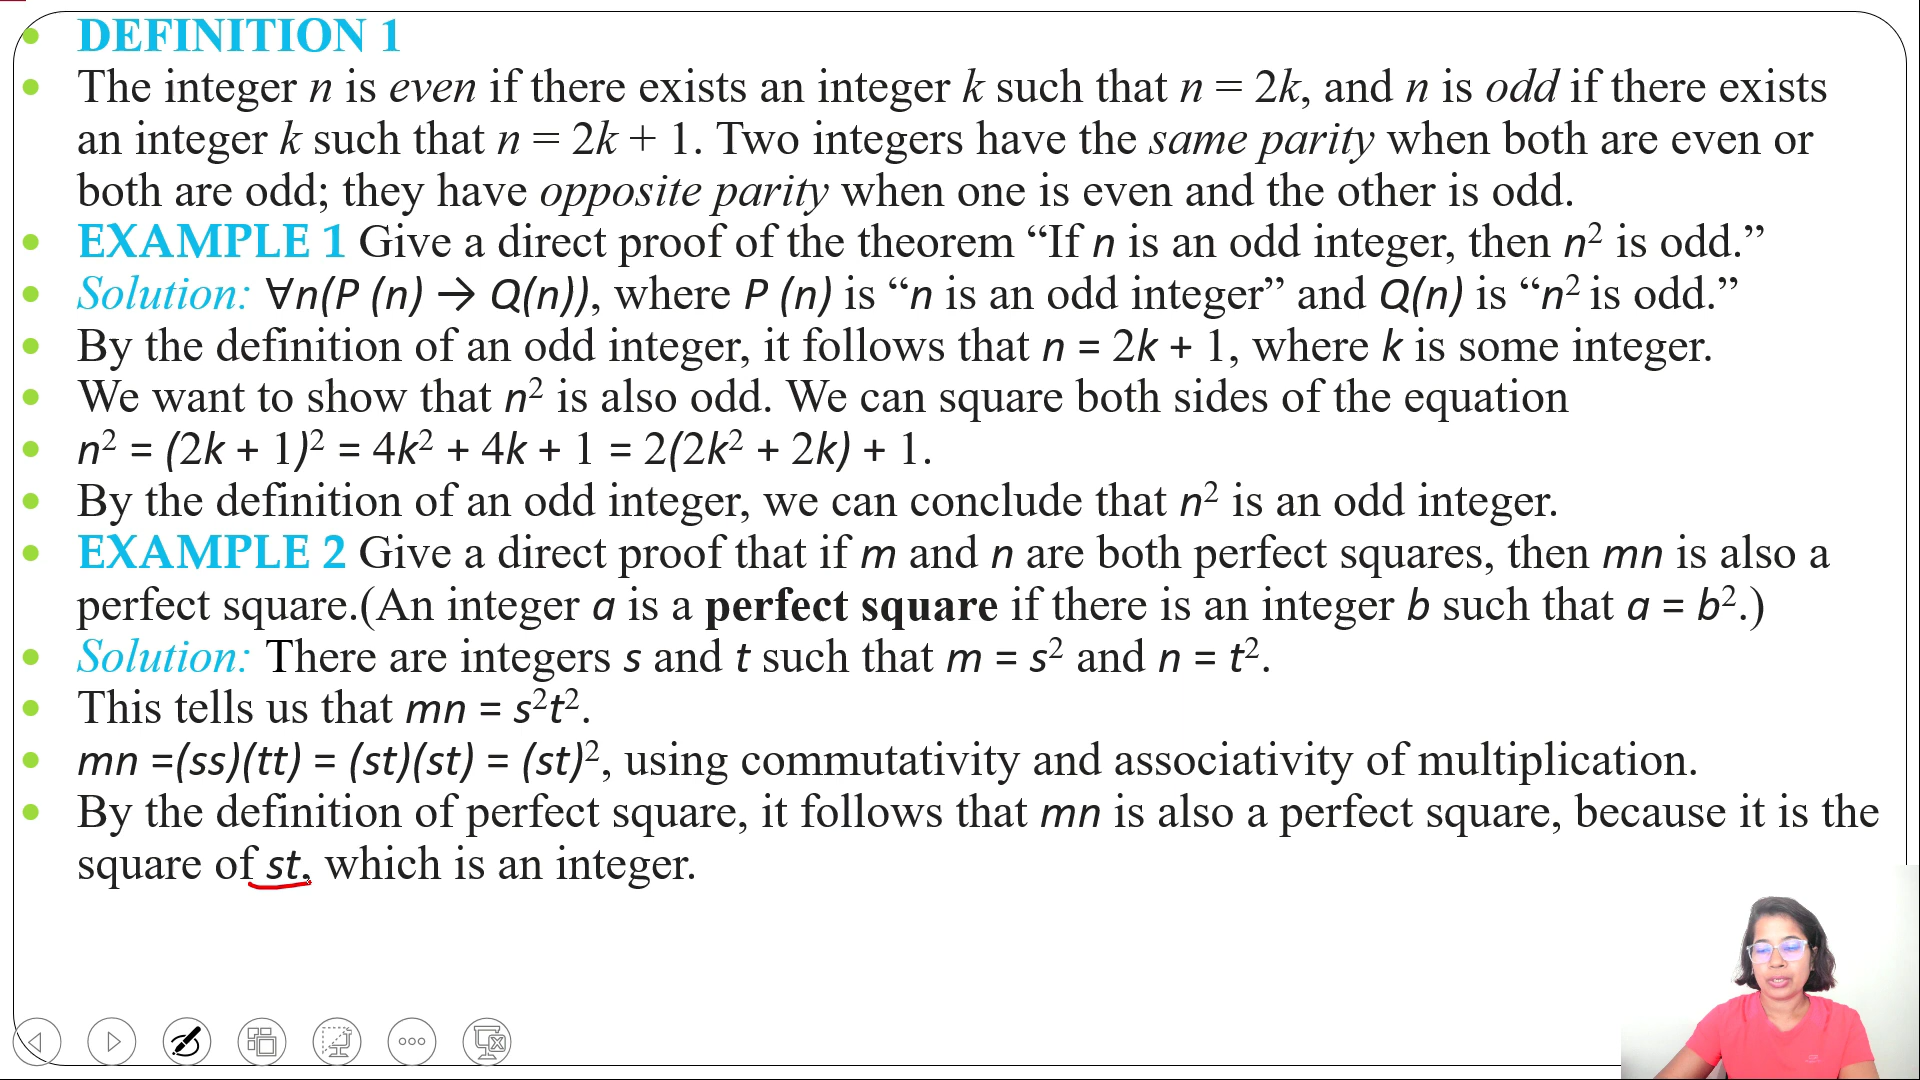 DEFINITION 1
The integer n is even if there exists an integer k such that n = 2k, and n is odd if there exists
an integer k such that n = 2k + 1. Two integers have the same parity when both are even or
both are odd; they have opposite parity when one is even and the other is odd.
EXAMPLE 1 Give a direct proof of the theorem “If n is an odd integer, then n² is odd.”
Solution: ∀n(P (n) → Q(n)), where P (n) is “n is an odd integer” and Q(n) is “n² is odd.”
By the definition of an odd integer, it follows that n = 2k + 1, where k is some integer.
We want to show that n² is also odd. We can square both sides of the equation
n² = (2k + 1)² = 4k² + 4k + 1 = 2(2k² + 2k) + 1.
By the definition of an odd integer, we can conclude that n² is an odd integer.
EXAMPLE 2 Give a direct proof that if m and n are both perfect squares, then mn is also a
perfect square.(An integer a is a perfect square if there is an integer b such that a = b².)
Solution: There are integers s and t such that m = s² and n = t².
This tells us that mn = s²t².
mn =(ss)(tt) = (st)(st) = (st)², using commutativity and associativity of multiplication.
By the definition of perfect square, it follows that mn is also a perfect square, because it is the
square of st, which is an integer.